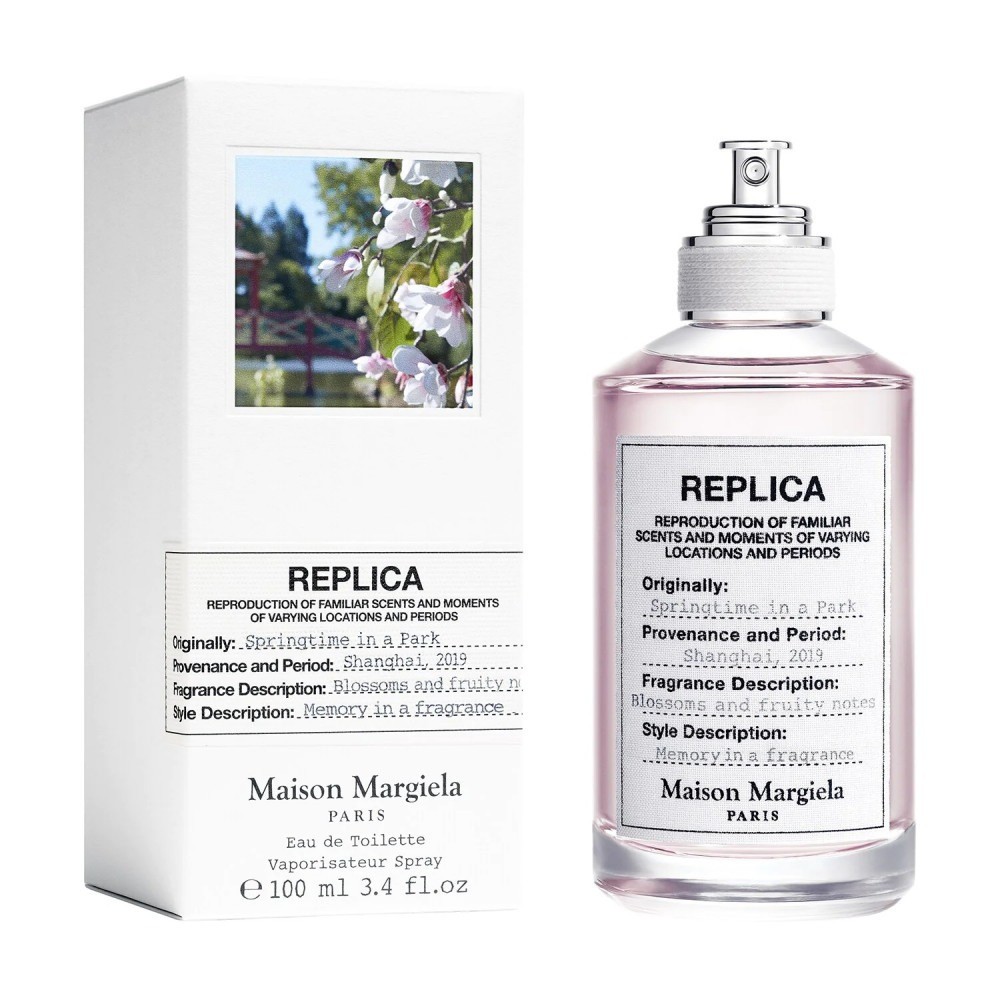 REPLICA
REPRODUCTION OF FAMILIAR SCENTS AND MOMENTS
OF VARYING LOCATIONS AND PERIODS
Originally: Springtime in a Park
Provenance and Period: Shanghai, 2019
Fragrance Description: Blossoms and fruity
Style Description: Memory in a fragrance
Maison Margiela
PARIS
Eau de Toilette
Vaporisateur Spray
℮ 100 ml 3.4 fl.oz
REPLICA
REPRODUCTION OF FAMILIAR
SCENTS AND MOMENTS OF VARYING
LOCATIONS AND PERIODS
Originally:
Springtime in a Park
Provenance and Period:
Shanghai, 2019
Fragrance Description:
Blossoms and fruity notes
Style Description:
Memory in a fragrance
Maison Margiela
PARIS